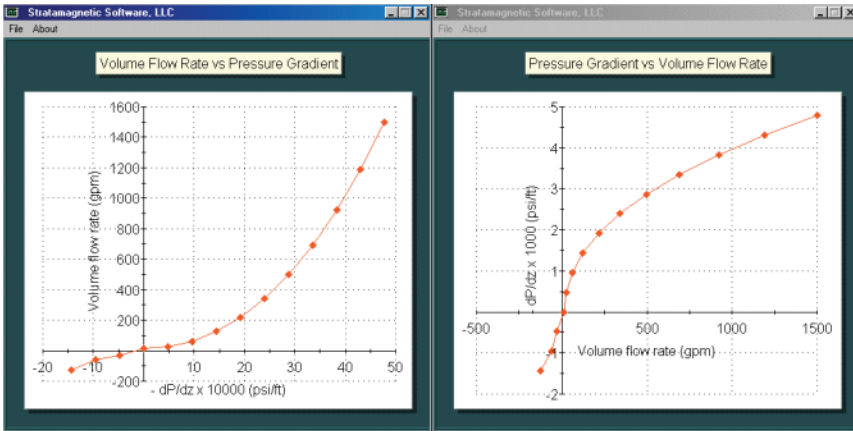 Stratamagnetic Software, LLC
File About
Volume Flow Rate vs Pressure Gradient
1600
1400
1200
1000
800
600
400
200
-200
-20
-10
0
10
20
30
40
50
Volume flow rate (gpm)
- dP/dz x 10000 (psi/ft)
Stratamagnetic Software, LLC
File About
Pressure Gradient vs Volume Flow Rate
5
4
3
2
1
-1
-2
-500
0
500
1000
1500
dP/dz x 1000 (psi/ft)
Volume flow rate (gpm)